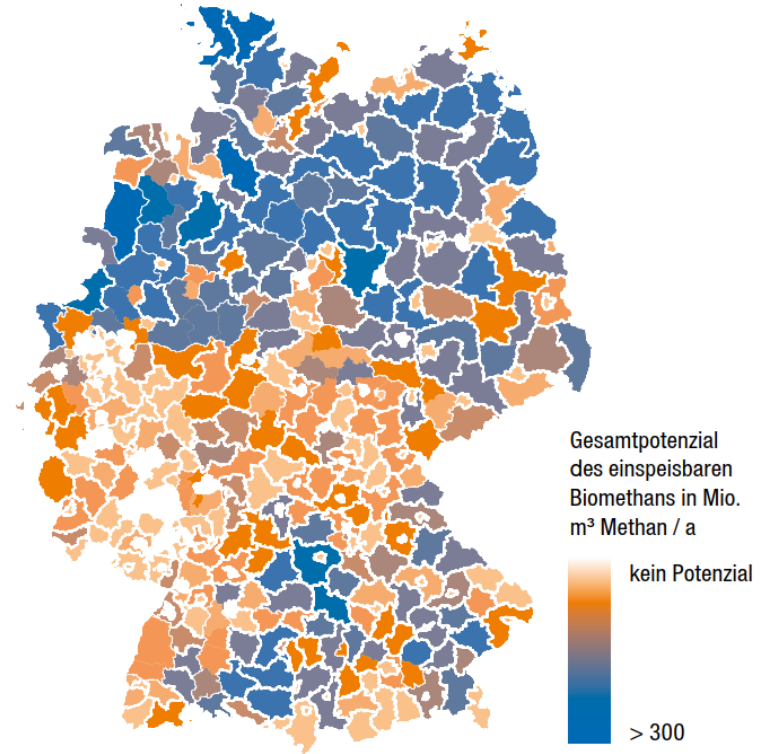 Gesamtpotenzial
des einspeisbaren
Biomethans in Mio.
m³ Methan / a
kein Potenzial
> 300